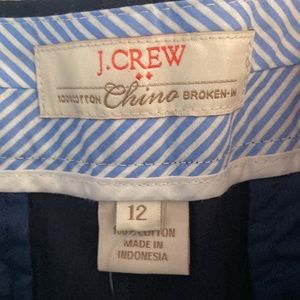 J.CREW
100%COTTON Chino BROKEN-IN
12
100% COTTON
MADE IN
INDONESIA